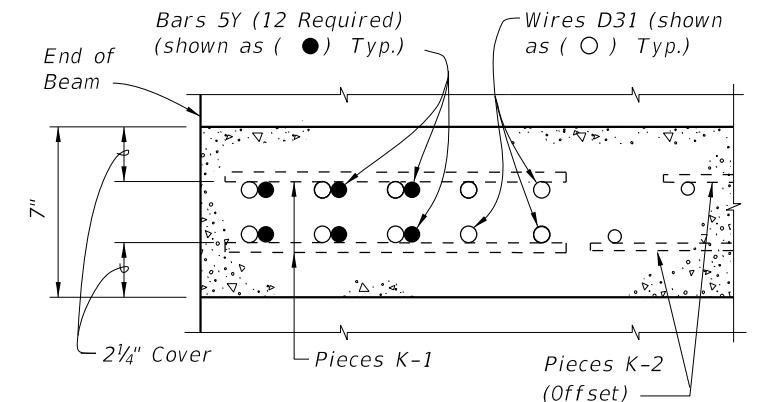 Bars 5Y (12 Required)
(shown as ( ● ) Typ.)
Wires D31 (shown
as ( ○ ) Typ.)
End of
Beam
7"
2¼" Cover
Pieces K-1
Pieces K-2
(Offset)